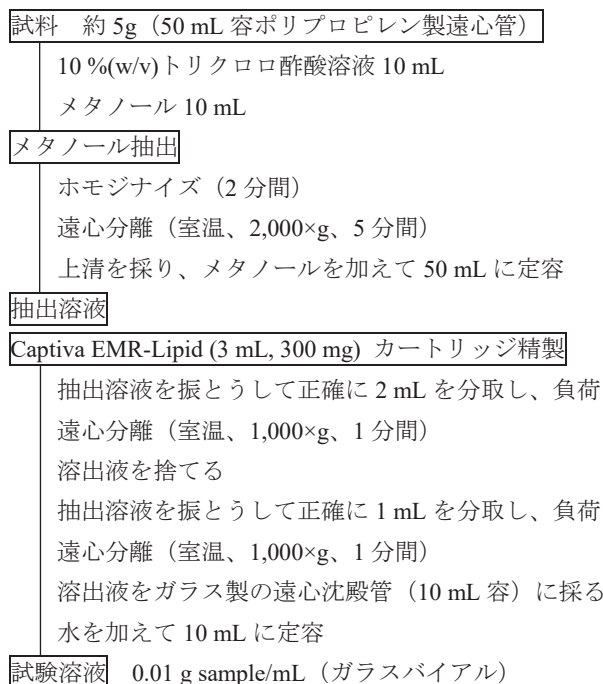 試料　約 5g（50 mL 容ポリプロピレン製遠心管）
10 %(w/v)トリクロロ酢酸溶液 10 mL
メタノール 10 mL
メタノール抽出
ホモジナイズ（2 分間）
遠心分離（室温、2,000×g、5 分間）
上清を採り、メタノールを加えて 50 mL に定容
抽出溶液
Captiva EMR-Lipid (3 mL, 300 mg) カートリッジ精製
抽出溶液を振とうして正確に 2 mL を分取し、負荷
遠心分離（室温、1,000×g、1 分間）
溶出液を捨てる
抽出溶液を振とうして正確に 1 mL を分取し、負荷
遠心分離（室温、1,000×g、1 分間）
溶出液をガラス製の遠心沈殿管（10 mL 容）に採る
水を加えて 10 mL に定容
試験溶液　0.01 g sample/mL（ガラスバイアル）